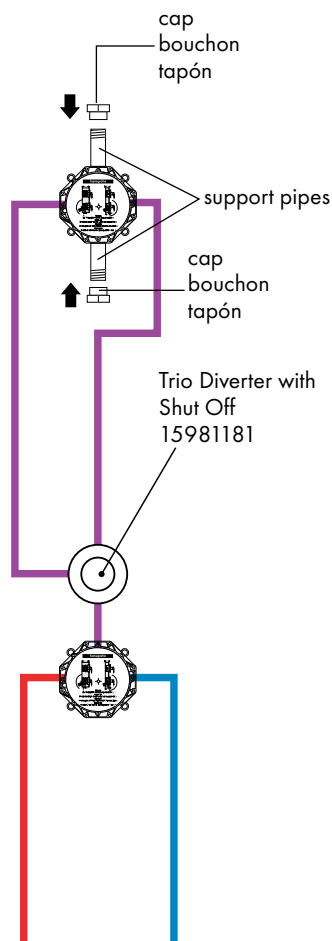 cap
bouchon
tapón
support pipes
cap
bouchon
tapón
Trio Diverter with
Shut Off
15981181